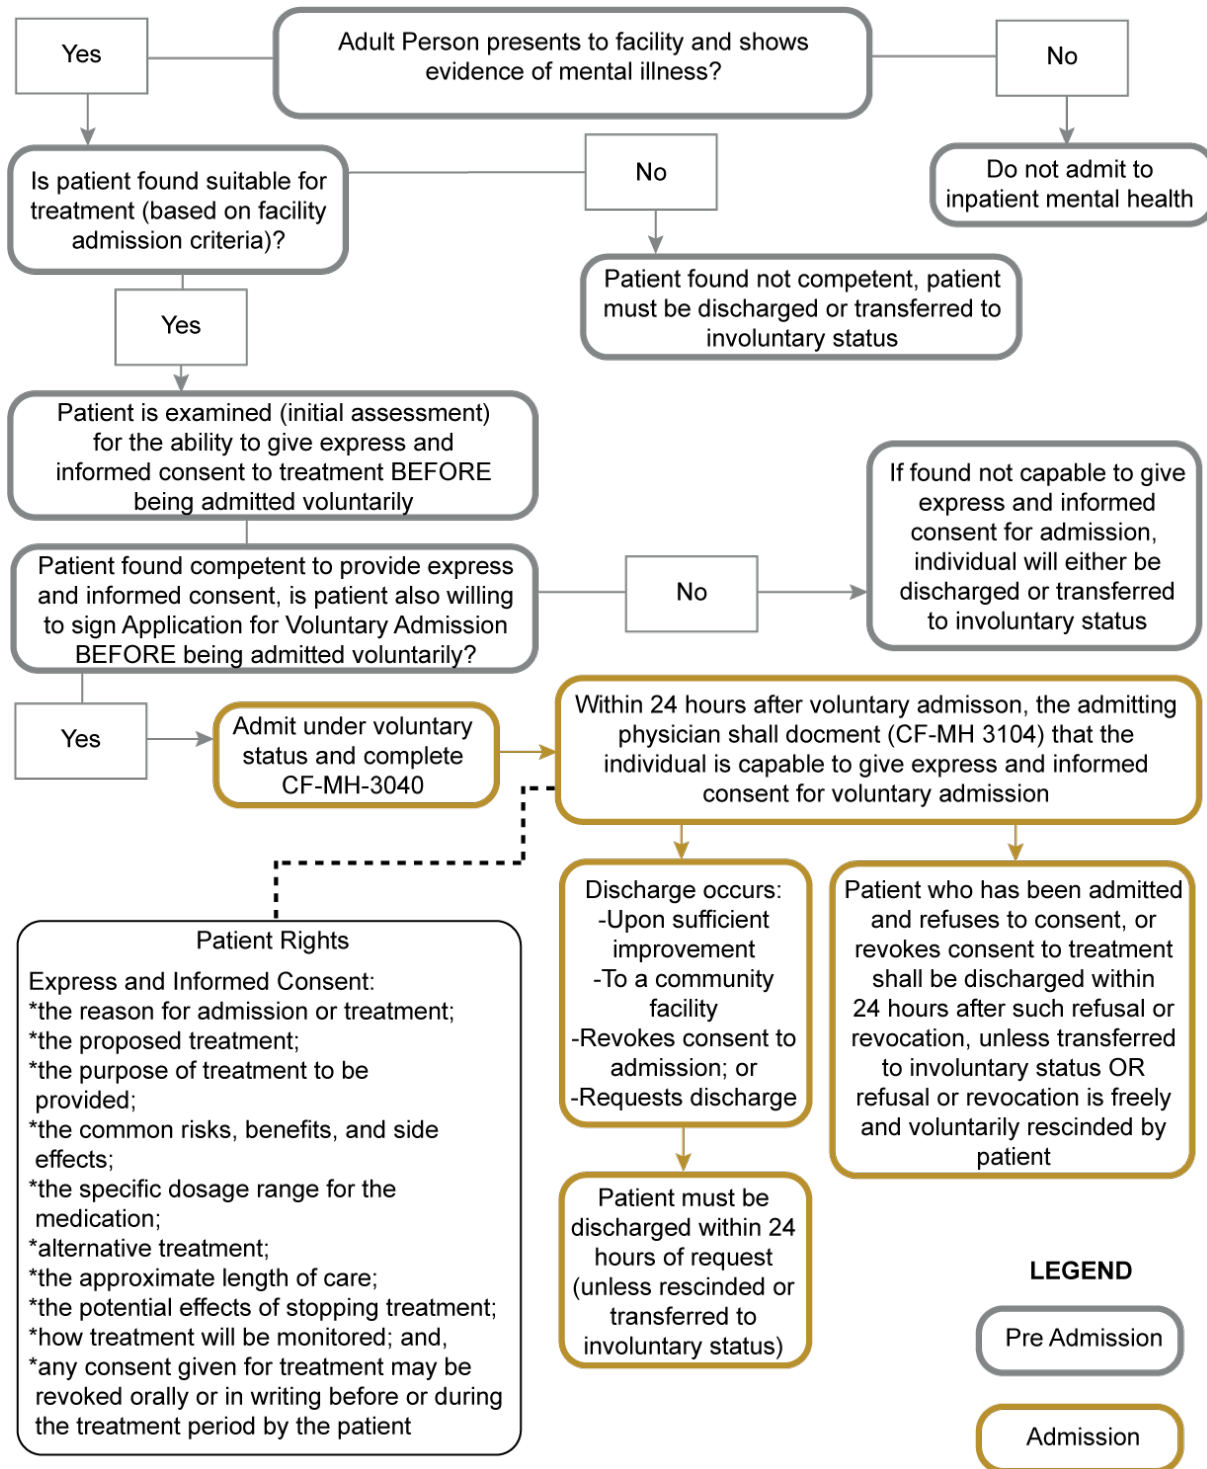 Yes
Adult Person presents to facility and shows
evidence of mental illness?
No
Is patient found suitable for
treatment (based on facility
admission criteria)?
No
Do not admit to
inpatient mental health
Patient found not competent, patient
must be discharged or transferred to
involuntary status
Yes
Patient is examined (initial assessment)
for the ability to give express and
informed consent to treatment BEFORE
being admitted voluntarily
If found not capable to give
express and informed
consent for admission,
individual will either be
discharged or transferred
to involuntary status
Patient found competent to provide express
and informed consent, is patient also willing
to sign Application for Voluntary Admission
BEFORE being admitted voluntarily?
No
Yes
Admit under voluntary
status and complete
CF-MH-3040
Within 24 hours after voluntary admisson, the admitting
physician shall docment (CF-MH 3104) that the
individual is capable to give express and informed
consent for voluntary admission
Discharge occurs:
-Upon sufficient
improvement
-To a community
facility
-Revokes consent to
admission; or
-Requests discharge
Patient who has been admitted
and refuses to consent, or
revokes consent to treatment
shall be discharged within
24 hours after such refusal or
revocation, unless transferred
to involuntary status OR
refusal or revocation is freely
and voluntarily rescinded by
patient
Patient must be
discharged within 24
hours of request
(unless rescinded or
transferred to
involuntary status)
Patient Rights
Express and Informed Consent:
*the reason for admission or treatment;
*the proposed treatment;
*the purpose of treatment to be
provided;
*the common risks, benefits, and side
effects;
*the specific dosage range for the
medication;
*alternative treatment;
*the approximate length of care;
*the potential effects of stopping treatment;
*how treatment will be monitored; and,
*any consent given for treatment may be
revoked orally or in writing before or during
the treatment period by the patient
LEGEND
Pre Admission
Admission